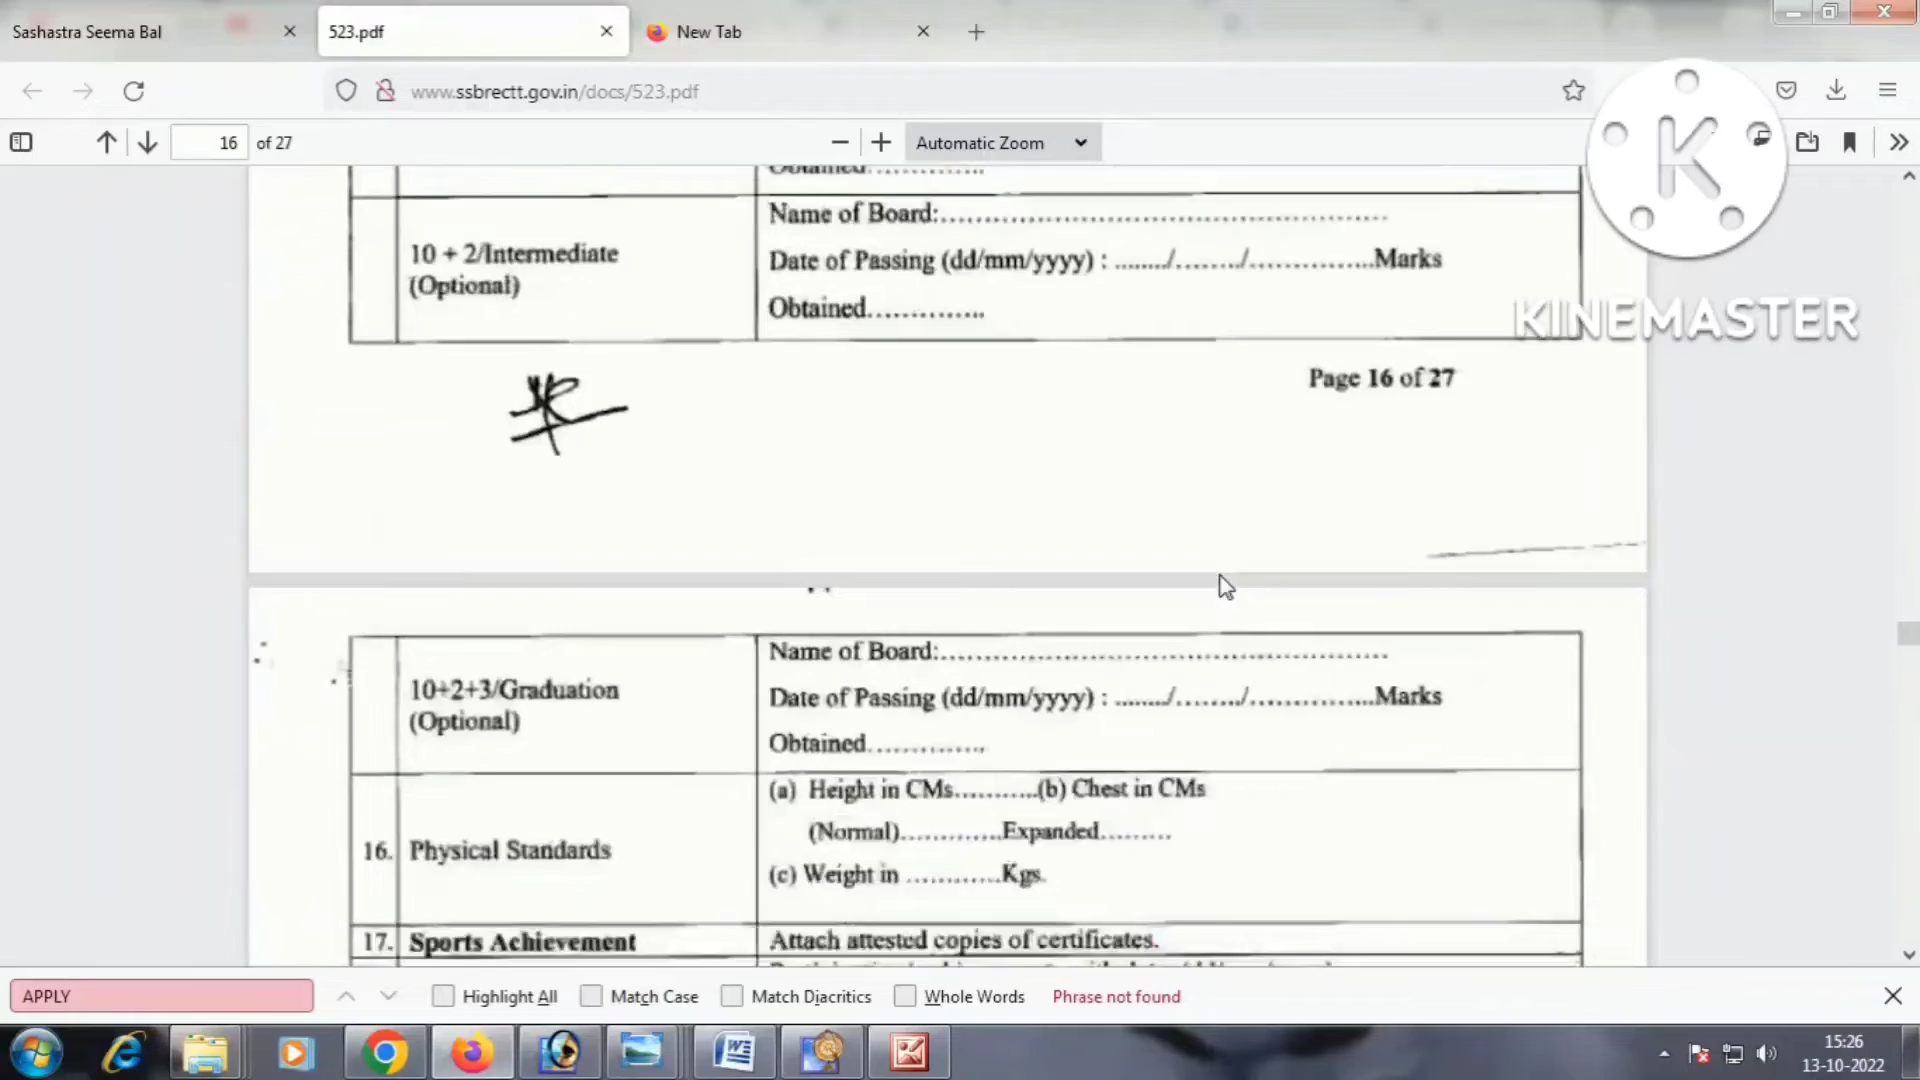 Sashastra Seema Bal
523.pdf
New Tab
www.ssbrectt.gov.in/docs/523.pdf
16 of 27
Automatic Zoom
K
KINEMASTER
Obtained..............
10 + 2/Intermediate
(Optional)
Name of Board:..........................................
Date of Passing (dd/mm/yyyy) : ......../......../..............Marks
Obtained..............
Page 16 of 27
10+2+3/Graduation
(Optional)
Name of Board:..........................................
Date of Passing (dd/mm/yyyy) : ......../......../..............Marks
Obtained..............
16. Physical Standards
(a) Height in CMs...........(b) Chest in CMs
(Normal).............Expanded.........
(c) Weight in ............Kgs.
17. Sports Achievement
Attach attested copies of certificates.
APPLY
Highlight All
Match Case
Match Diacritics
Whole Words
Phrase not found
15:26
13-10-2022